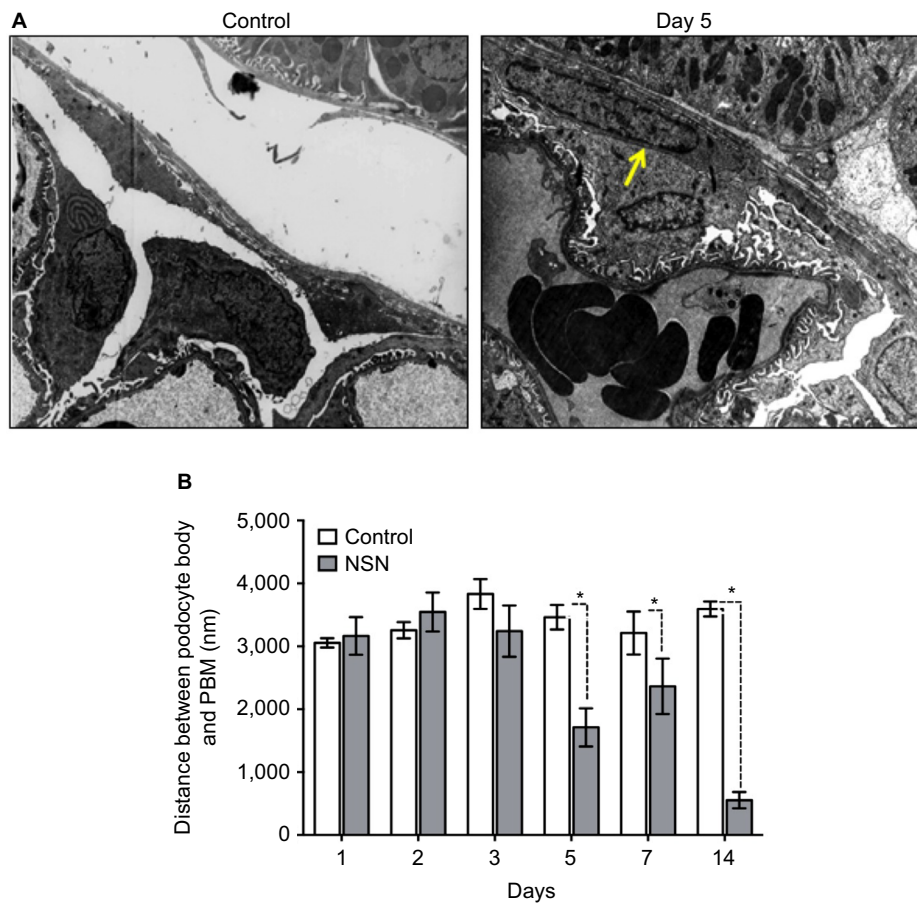 A
Control
Day 5
B
Distance between podocyte body
and PBM (nm)
5,000
4,000
3,000
2,000
1,000
0
Control
NSN
*
*
*
1 2 3 5 7 14
Days